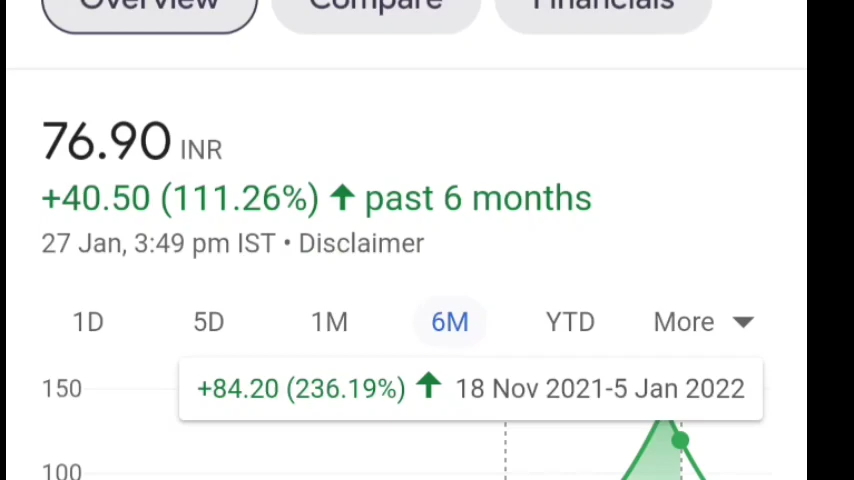 Overview Compare Financials
76.90 INR
+40.50 (111.26%) ↑ past 6 months
27 Jan, 3:49 pm IST • Disclaimer
1D 5D 1M 6M YTD More
+84.20 (236.19%) ↑ 18 Nov 2021-5 Jan 2022
150
100